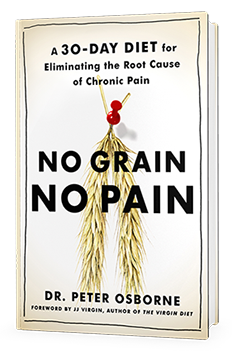 A 30-DAY DIET for
Eliminating the Root Cause
of Chronic Pain
NO GRAIN
NO PAIN
DR. PETER OSBORNE
FOREWORD BY JJ VIRGIN, AUTHOR OF THE VIRGIN DIET